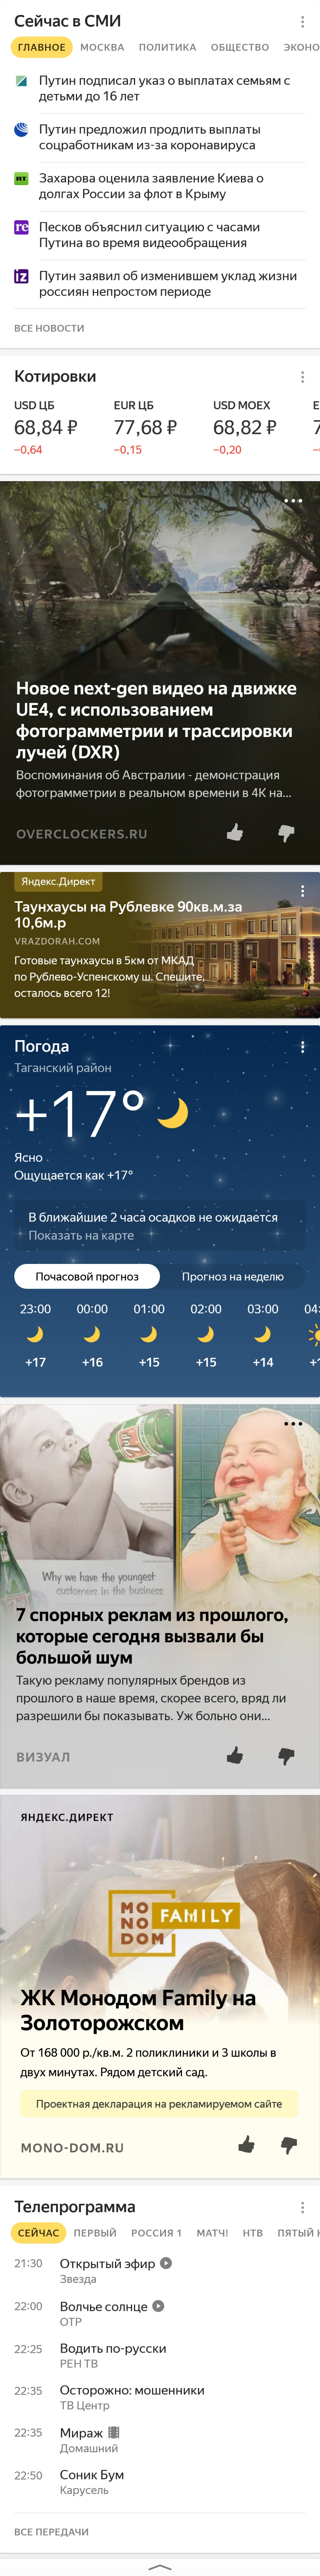 Сейчас в СМИ
ГЛАВНОЕ МОСКВА ПОЛИТИКА ОБЩЕСТВО ЭКОНО
Путин подписал указ о выплатах семьям с
детьми до 16 лет
Путин предложил продлить выплаты
соцработникам из-за коронавируса
RT
Захарова оценила заявление Киева о
долгах России за флот в Крыму
re
Песков объяснил ситуацию с часами
Путина во время видеообращения
IZ
Путин заявил об изменившем уклад жизни
россиян непростом периоде
ВСЕ НОВОСТИ
Котировки
USD ЦБ EUR ЦБ USD MOEX E
68,84 ₽ 77,68 ₽ 68,82 ₽ 7
−0,64 −0,15 −0,20 −
Новое next-gen видео на движке
UE4, с использованием
фотограмметрии и трассировки
лучей (DXR)
Воспоминания об Австралии - демонстрация
фотограмметрии в реальном времени в 4К на...
OVERCLOCKERS.RU
Яндекс.Директ
Таунхаусы на Рублевке 90кв.м.за
10,6м.р
VRAZDORAH.COM
Готовые таунхаусы в 5км от МКАД
по Рублево-Успенскому ш. Спешите,
осталось всего 12!
Погода
Таганский район
+17°
Ясно
Ощущается как +17°
В ближайшие 2 часа осадков не ожидается
Показать на карте
Почасовой прогноз Прогноз на неделю
23:00 00:00 01:00 02:00 03:00 04:
+17 +16 +15 +15 +14 +1
7up
Why we have the youngest
customers in the business
7 спорных реклам из прошлого,
которые сегодня вызвали бы
большой шум
Такую рекламу популярных брендов из
прошлого в наше время, скорее всего, вряд ли
разрешили бы показывать. Уж больно они...
ВИЗУАЛ
ЯНДЕКС.ДИРЕКТ
MO
NO
DOM
FAMILY
ЖК Монодом Family на
Золоторожском
От 168 000 р./кв.м. 2 поликлиники и 3 школы в
двух минутах. Рядом детский сад.
Проектная декларация на рекламируемом сайте
MONO-DOM.RU
Телепрограмма
СЕЙЧАС ПЕРВЫЙ РОССИЯ 1 МАТЧ! НТВ ПЯТЫЙ К
21:30 Открытый эфир
Звезда
22:00 Волчье солнце
ОТР
22:25 Водить по-русски
РЕН ТВ
22:35 Осторожно: мошенники
ТВ Центр
22:35 Мираж
Домашний
22:50 Соник Бум
Карусель
ВСЕ ПЕРЕДАЧИ